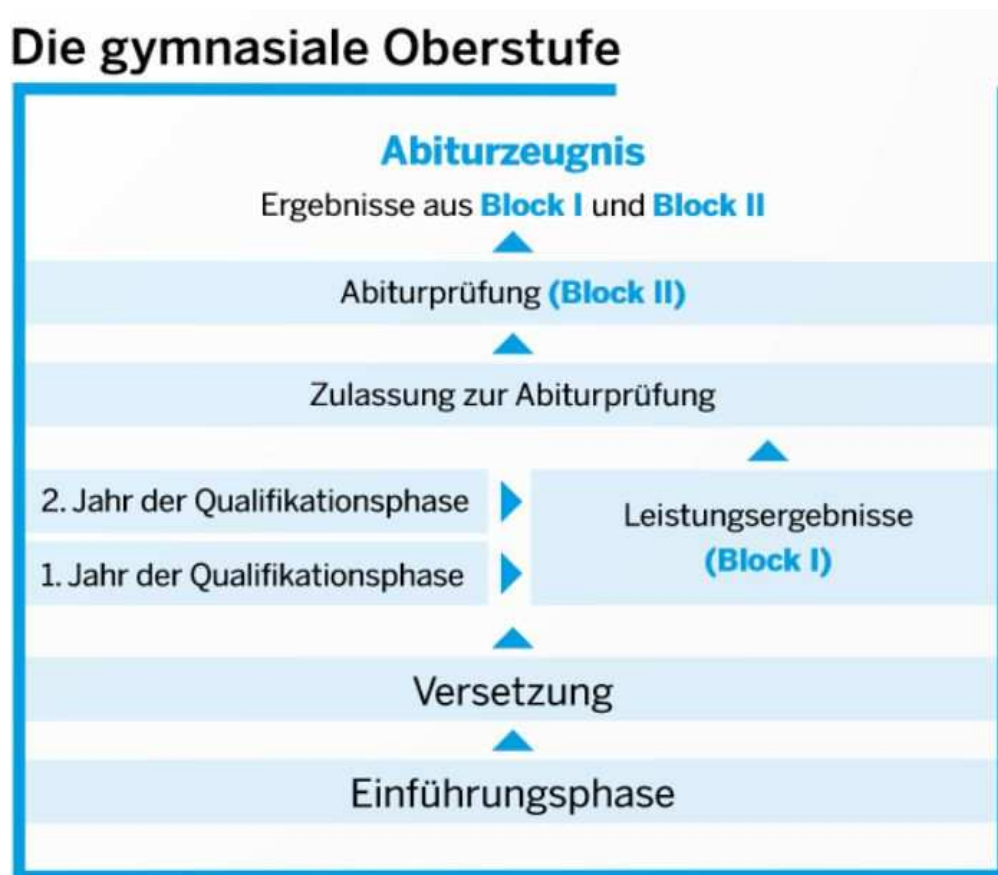 Die gymnasiale Oberstufe
Abiturzeugnis
Ergebnisse aus Block I und Block II
Abiturprüfung (Block II)
Zulassung zur Abiturprüfung
2. Jahr der Qualifikationsphase
1. Jahr der Qualifikationsphase
Leistungsergebnisse
(Block I)
Versetzung
Einführungsphase